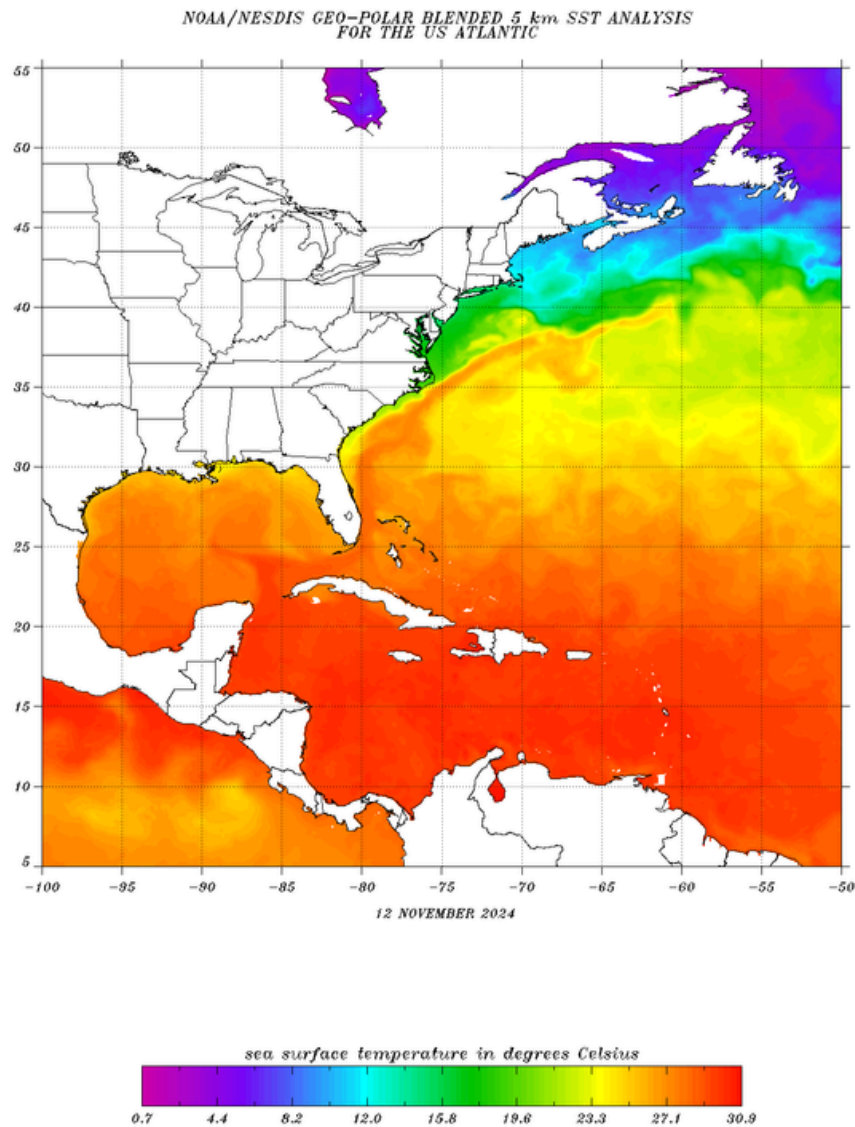 NOAA/NESDIS GEO-POLAR BLENDED 5 km SST ANALYSIS
FOR THE US ATLANTIC
55
50
45
40
35
30
25
20
15
10
5
-100 -95 -90 -85 -80 -75 -70 -65 -60 -55 -50
12 NOVEMBER 2024
sea surface temperature in degrees Celsius
0.7 4.4 8.2 12.0 15.8 19.6 23.3 27.1 30.9